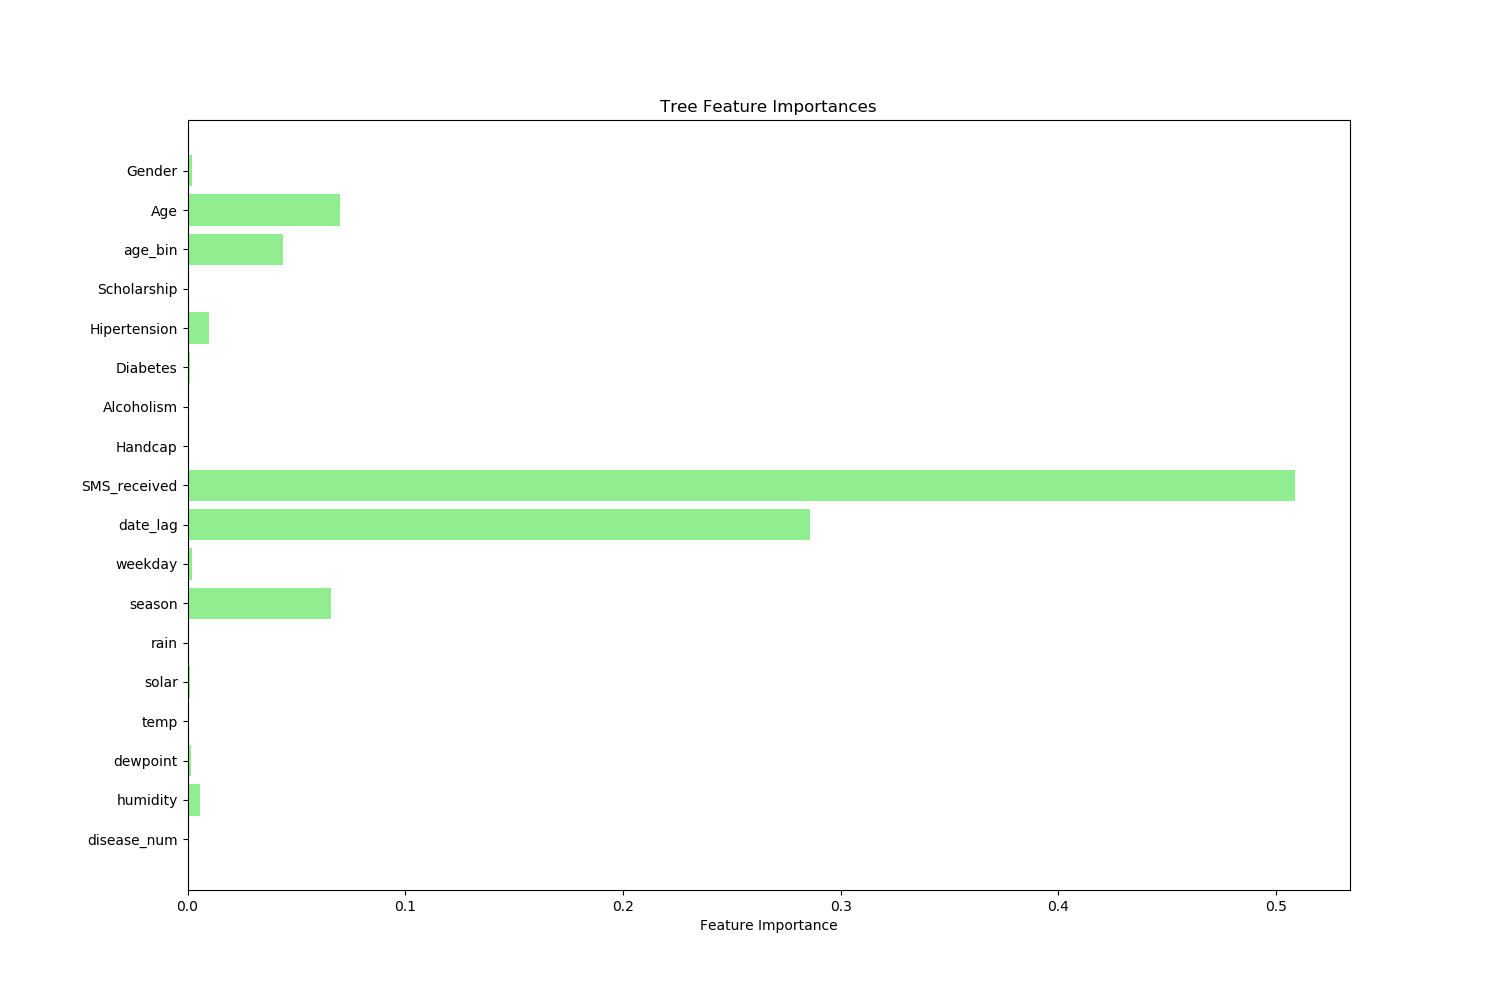 Tree Feature Importances
Gender
Age
age_bin
Scholarship
Hipertension
Diabetes
Alcoholism
Handcap
SMS_received
date_lag
weekday
season
rain
solar
temp
dewpoint
humidity
disease_num
0.0 0.1 0.2 0.3 0.4 0.5
Feature Importance